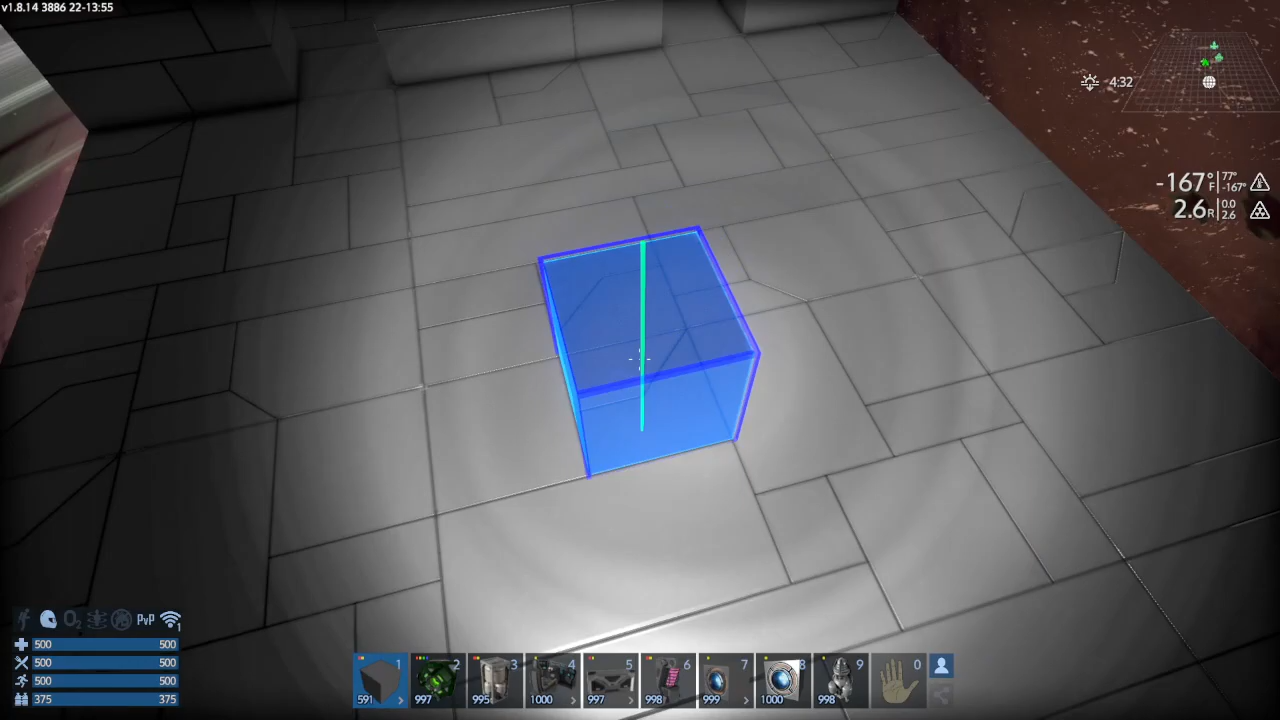 v1.8.14 3886 22-13:55
4:32
-167°F 77° -167°
2.6R 0.0 2.6
O2 PvP 1
500 500
500 500
500 500
375 375
1 2 3 4 5 6 7 8 9 0
591 997 995 1000 997 998 999 1000 998